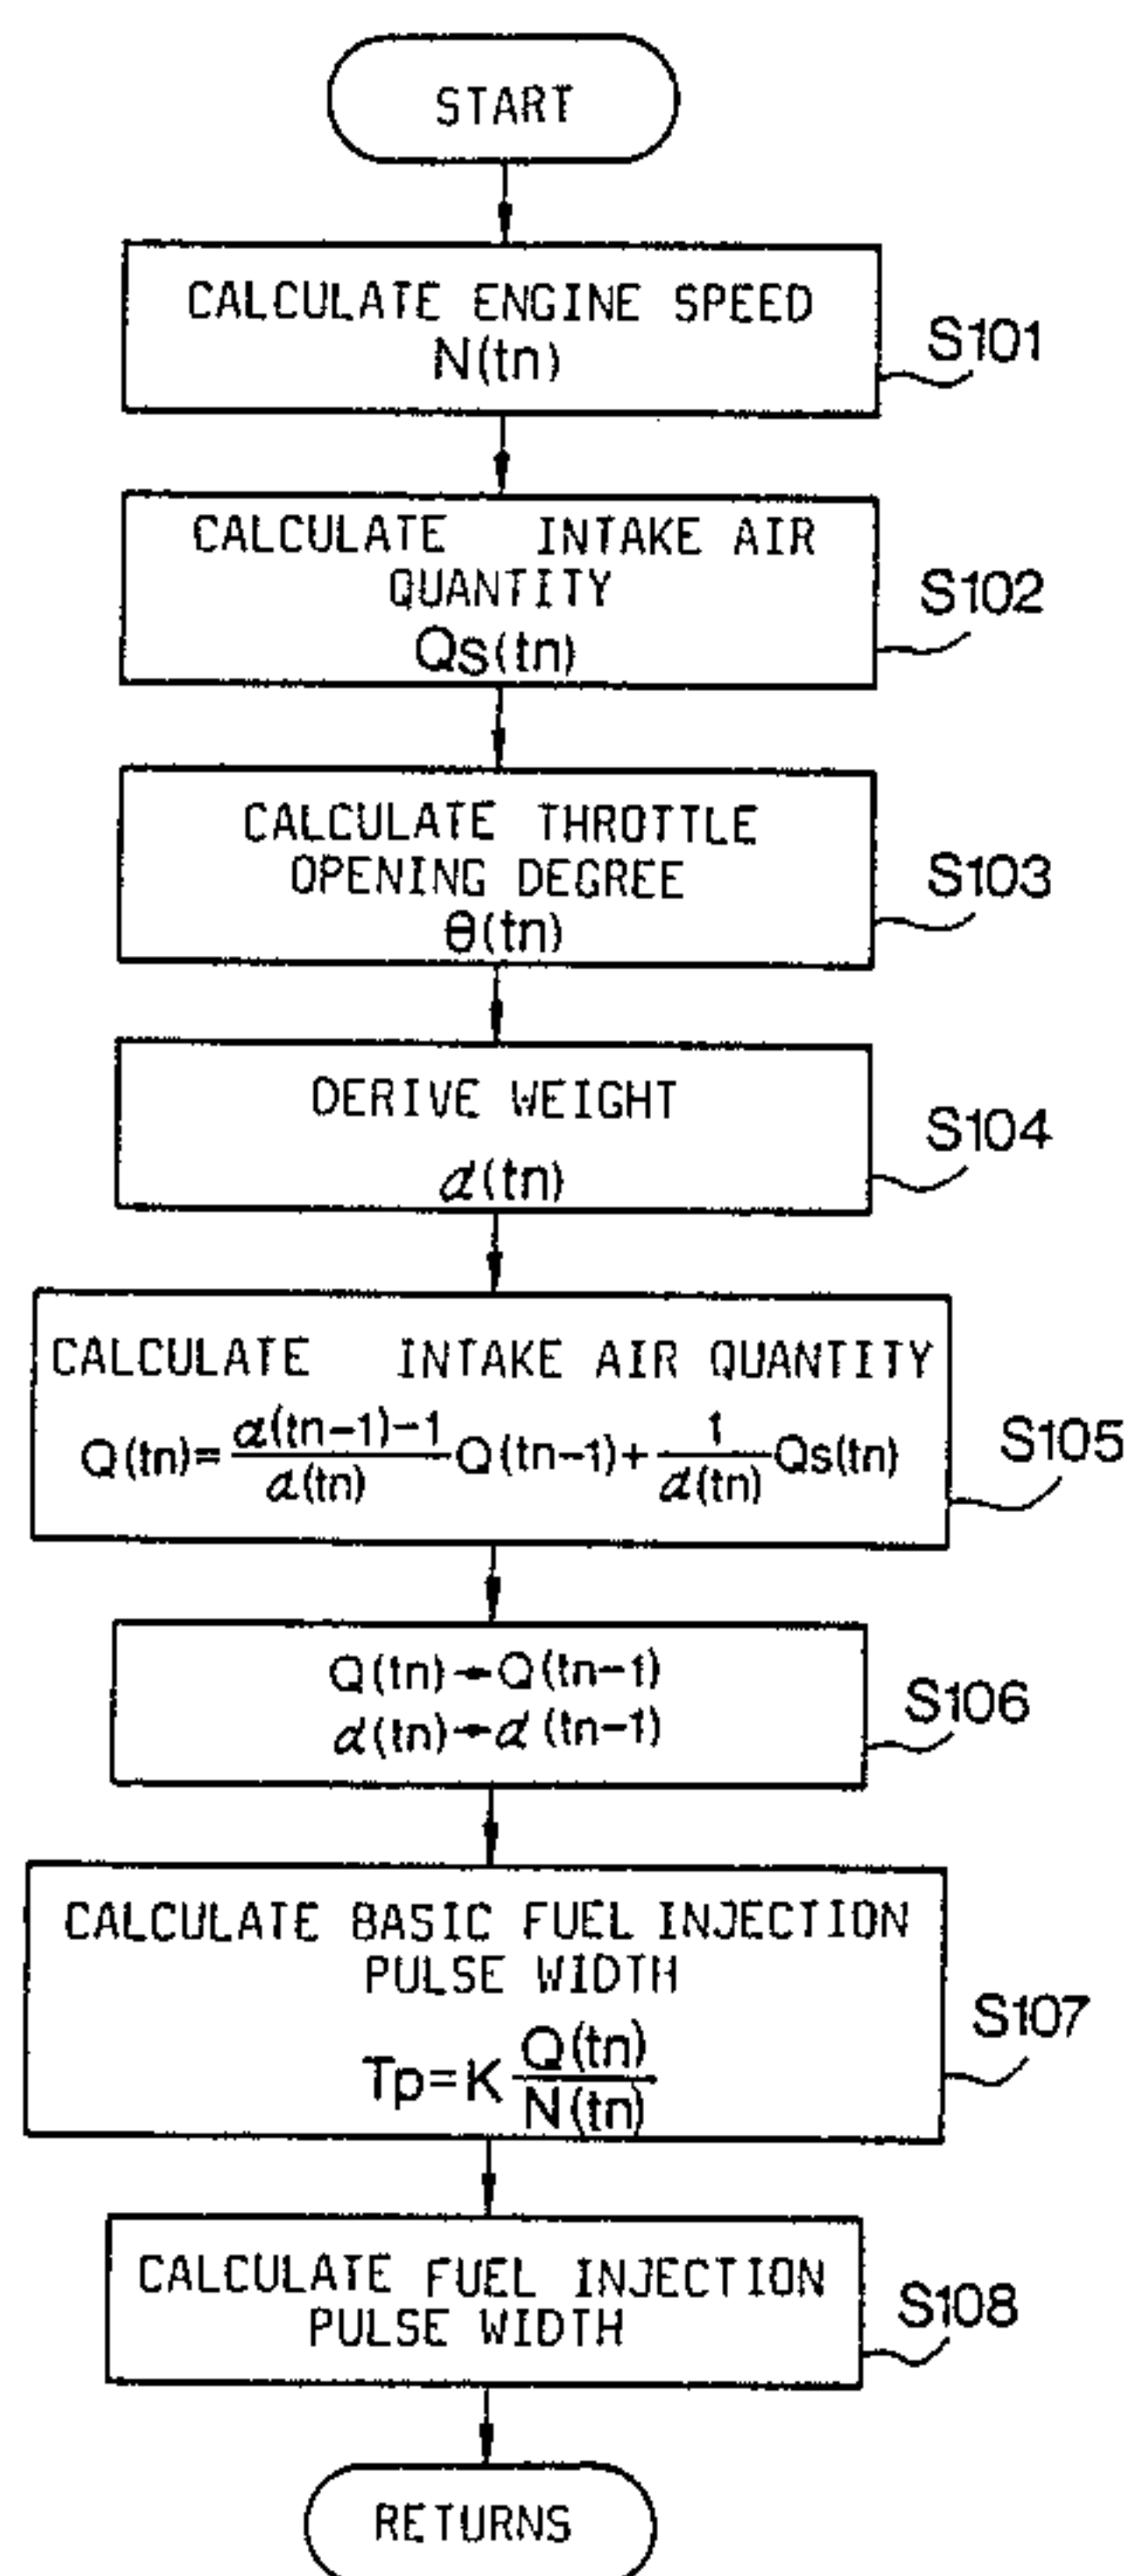 START
CALCULATE ENGINE SPEED
N(tn)
S101
CALCULATE INTAKE AIR
QUANTITY
Qs(tn)
S102
CALCULATE THROTTLE
OPENING DEGREE
θ(tn)
S103
DERIVE WEIGHT
α(tn)
S104
CALCULATE INTAKE AIR QUANTITY
Q(tn)=α(tn-1)-1/α(tn) Q(tn-1)+1/α(tn) Qs(tn)
S105
Q(tn)→Q(tn-1)
α(tn)→α(tn-1)
S106
CALCULATE BASIC FUEL INJECTION
PULSE WIDTH
Tp=K Q(tn)/N(tn)
S107
CALCULATE FUEL INJECTION
PULSE WIDTH
S108
RETURNS